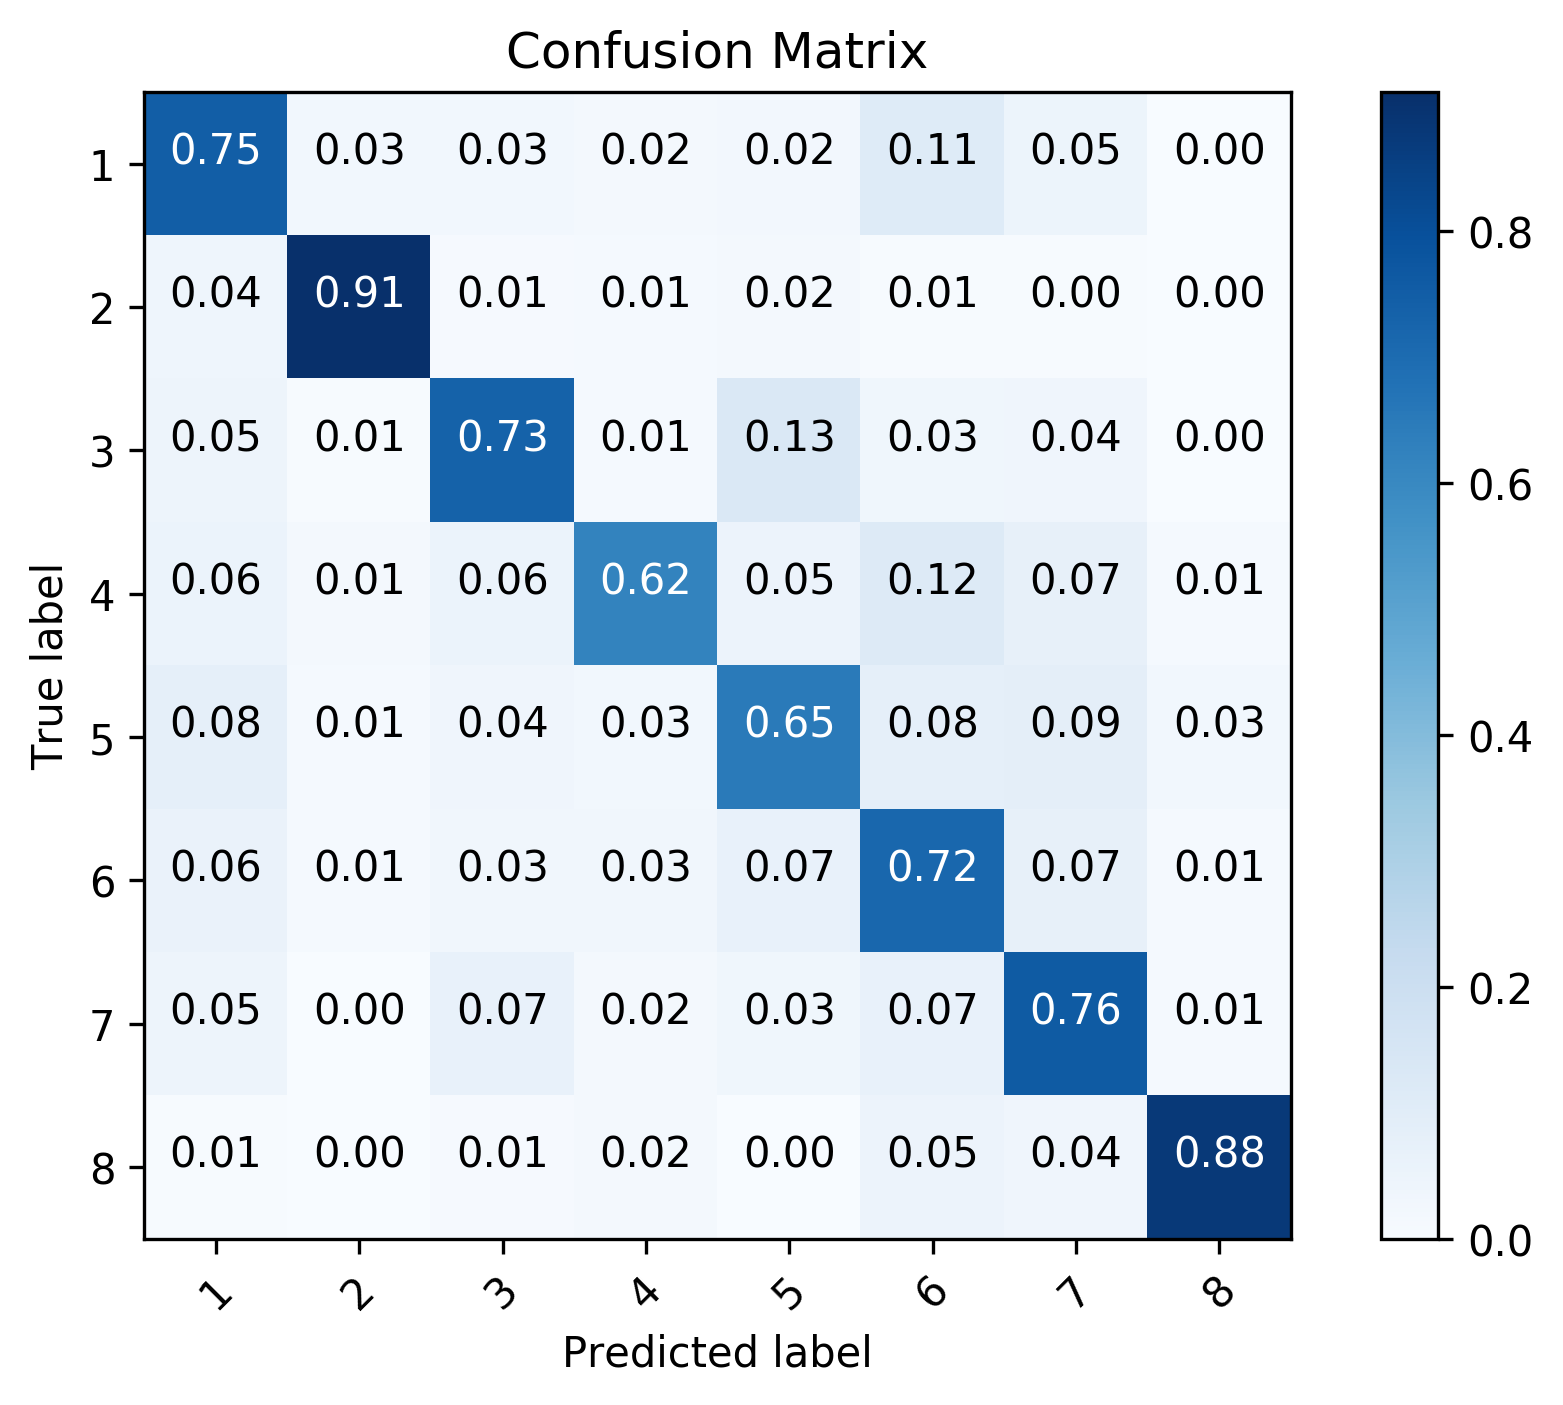 Confusion Matrix
1 0.75 0.03 0.03 0.02 0.02 0.11 0.05 0.00
2 0.04 0.91 0.01 0.01 0.02 0.01 0.00 0.00
3 0.05 0.01 0.73 0.01 0.13 0.03 0.04 0.00
4 0.06 0.01 0.06 0.62 0.05 0.12 0.07 0.01
5 0.08 0.01 0.04 0.03 0.65 0.08 0.09 0.03
6 0.06 0.01 0.03 0.03 0.07 0.72 0.07 0.01
7 0.05 0.00 0.07 0.02 0.03 0.07 0.76 0.01
8 0.01 0.00 0.01 0.02 0.00 0.05 0.04 0.88
1 2 3 4 5 6 7 8
Predicted label
True label
0.8
0.6
0.4
0.2
0.0